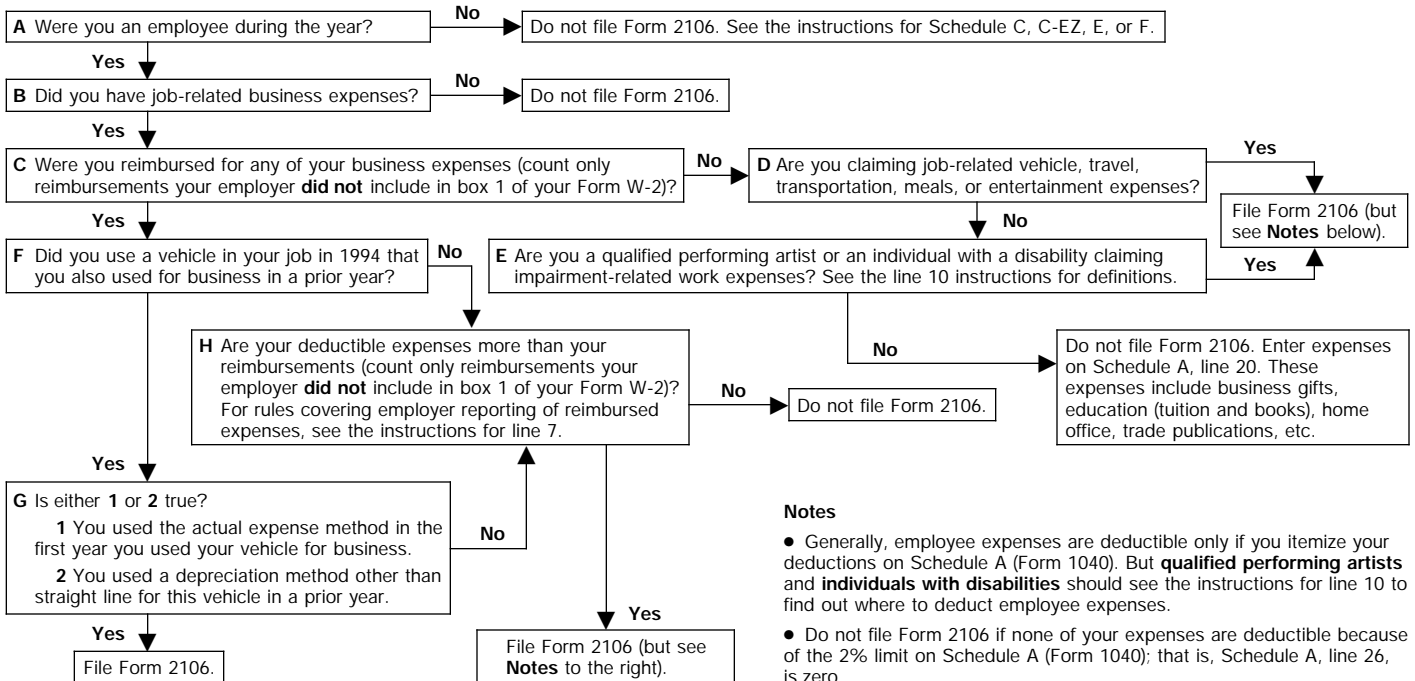 A Were you an employee during the year?
No
Do not file Form 2106. See the instructions for Schedule C, C-EZ, E, or F.
Yes
B Did you have job-related business expenses?
No
Do not file Form 2106.
Yes
C Were you reimbursed for any of your business expenses (count only
reimbursements your employer did not include in box 1 of your Form W-2)?
No
D Are you claiming job-related vehicle, travel,
transportation, meals, or entertainment expenses?
Yes
File Form 2106 (but
see Notes below).
Yes
No
F Did you use a vehicle in your job in 1994 that
you also used for business in a prior year?
No
E Are you a qualified performing artist or an individual with a disability claiming
impairment-related work expenses? See the line 10 instructions for definitions.
Yes
H Are your deductible expenses more than your
reimbursements (count only reimbursements your
employer did not include in box 1 of your Form W-2)?
For rules covering employer reporting of reimbursed
expenses, see the instructions for line 7.
No
Do not file Form 2106.
No
Do not file Form 2106. Enter expenses
on Schedule A, line 20. These
expenses include business gifts,
education (tuition and books), home
office, trade publications, etc.
Yes
G Is either 1 or 2 true?
1 You used the actual expense method in the
first year you used your vehicle for business.
2 You used a depreciation method other than
straight line for this vehicle in a prior year.
No
Yes
File Form 2106.
Yes
File Form 2106 (but see
Notes to the right).
Notes
• Generally, employee expenses are deductible only if you itemize your
deductions on Schedule A (Form 1040). But qualified performing artists
and individuals with disabilities should see the instructions for line 10 to
find out where to deduct employee expenses.
• Do not file Form 2106 if none of your expenses are deductible because
of the 2% limit on Schedule A (Form 1040); that is, Schedule A, line 26,
is zero.